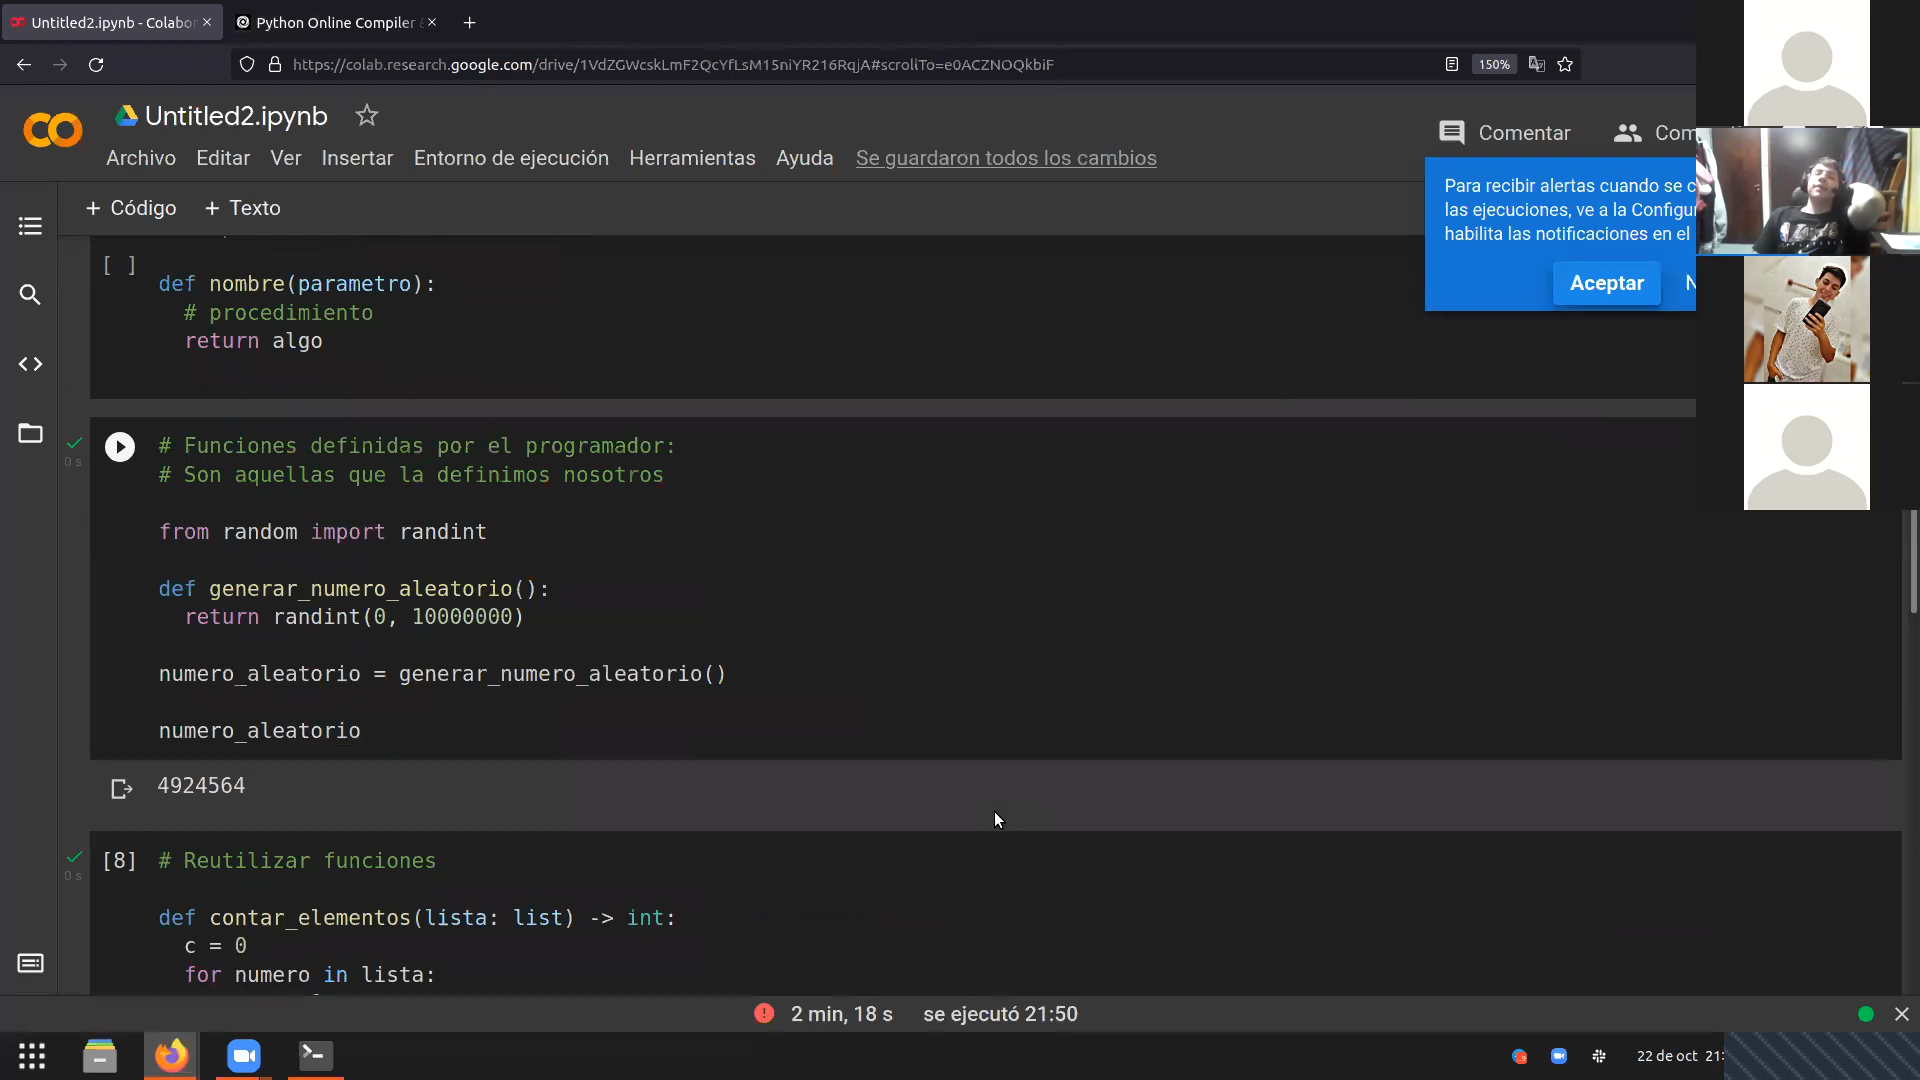 Untitled2.ipynb - Colabor
Python Online Compiler
https://colab.research.google.com/drive/1VdZGWcskLmF2QcYfLsM15niYR216RqjA#scrollTo=e0ACZNOQkbiF
150%
Untitled2.ipynb
Comentar
Com
Archivo Editar Ver Insertar Entorno de ejecución Herramientas Ayuda Se guardaron todos los cambios
Para recibir alertas cuando se c
las ejecuciones, ve a la Configu
habilita las notificaciones en el
Aceptar
N
+ Código + Texto
[ ]
def nombre(parametro):
# procedimiento
return algo
0 s
# Funciones definidas por el programador:
# Son aquellas que la definimos nosotros
from random import randint
def generar_numero_aleatorio():
return randint(0, 10000000)
numero_aleatorio = generar_numero_aleatorio()
numero_aleatorio
4924564
0 s
[8] # Reutilizar funciones
def contar_elementos(lista: list) -> int:
c = 0
for numero in lista:
2 min, 18 s se ejecutó 21:50
22 de oct 21: